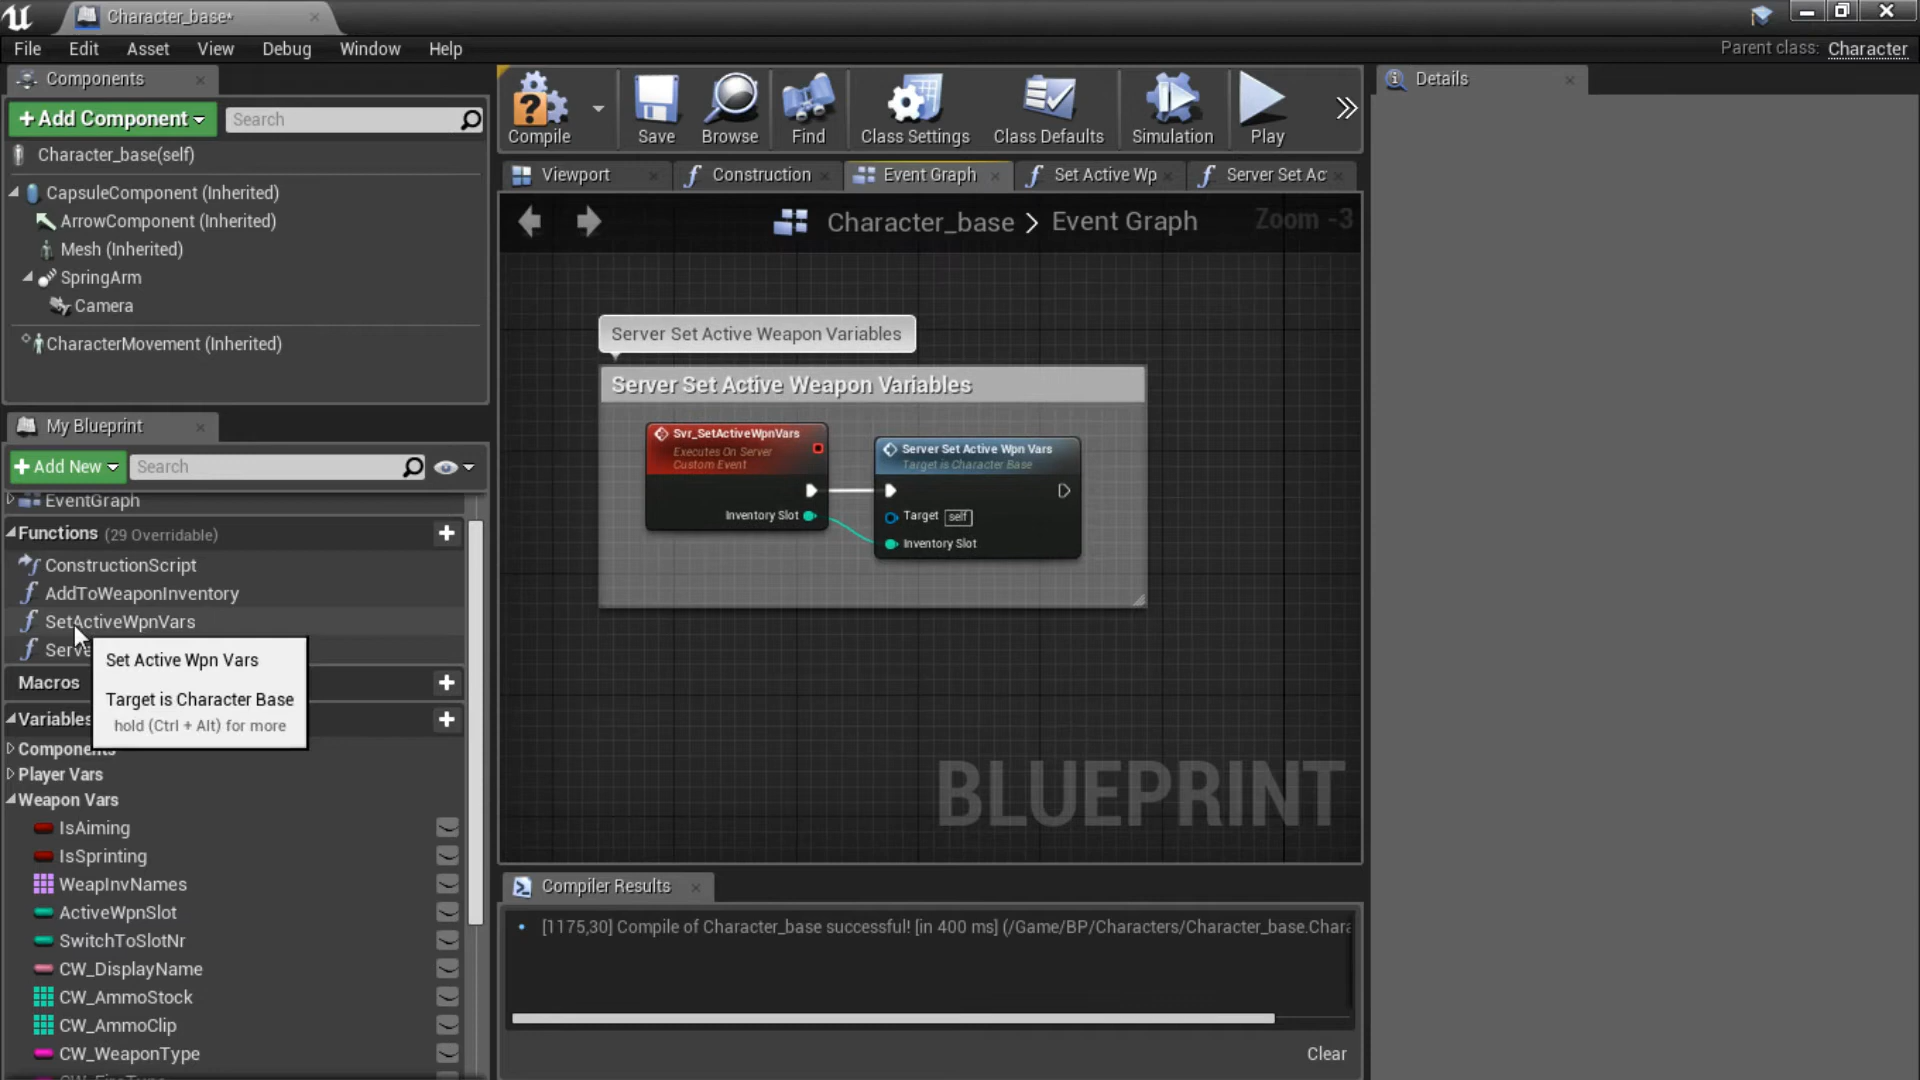 Character_base*
File Edit Asset View Debug Window Help
Parent class: Character
Components
+ Add Component
Search
Character_base(self)
CapsuleComponent (Inherited)
ArrowComponent (Inherited)
Mesh (Inherited)
SpringArm
Camera
CharacterMovement (Inherited)
My Blueprint
+ Add New
Search
EventGraph
Functions (29 Overridable)
ConstructionScript
AddToWeaponInventory
SetActiveWpnVars
Serve
Set Active Wpn Vars
Target is Character Base
hold (Ctrl + Alt) for more
Macros
Variables
Components
Player Vars
Weapon Vars
IsAiming
IsSprinting
WeapInvNames
ActiveWpnSlot
SwitchToSlotNr
CW_DisplayName
CW_AmmoStock
CW_AmmoClip
CW_WeaponType
Compile
Save
Browse
Find
Class Settings
Class Defaults
Simulation
Play
Viewport
Construction
Event Graph
Set Active Wp
Server Set Ac
Character_base > Event Graph
Zoom -3
Server Set Active Weapon Variables
Server Set Active Weapon Variables
Svr_SetActiveWpnVars
Executes On Server
Custom Event
Inventory Slot
Server Set Active Wpn Vars
Target is Character Base
Target self
Inventory Slot
BLUEPRINT
Compiler Results
[1175,30] Compile of Character_base successful! [in 400 ms] (/Game/BP/Characters/Character_base.Chara
Clear
Details